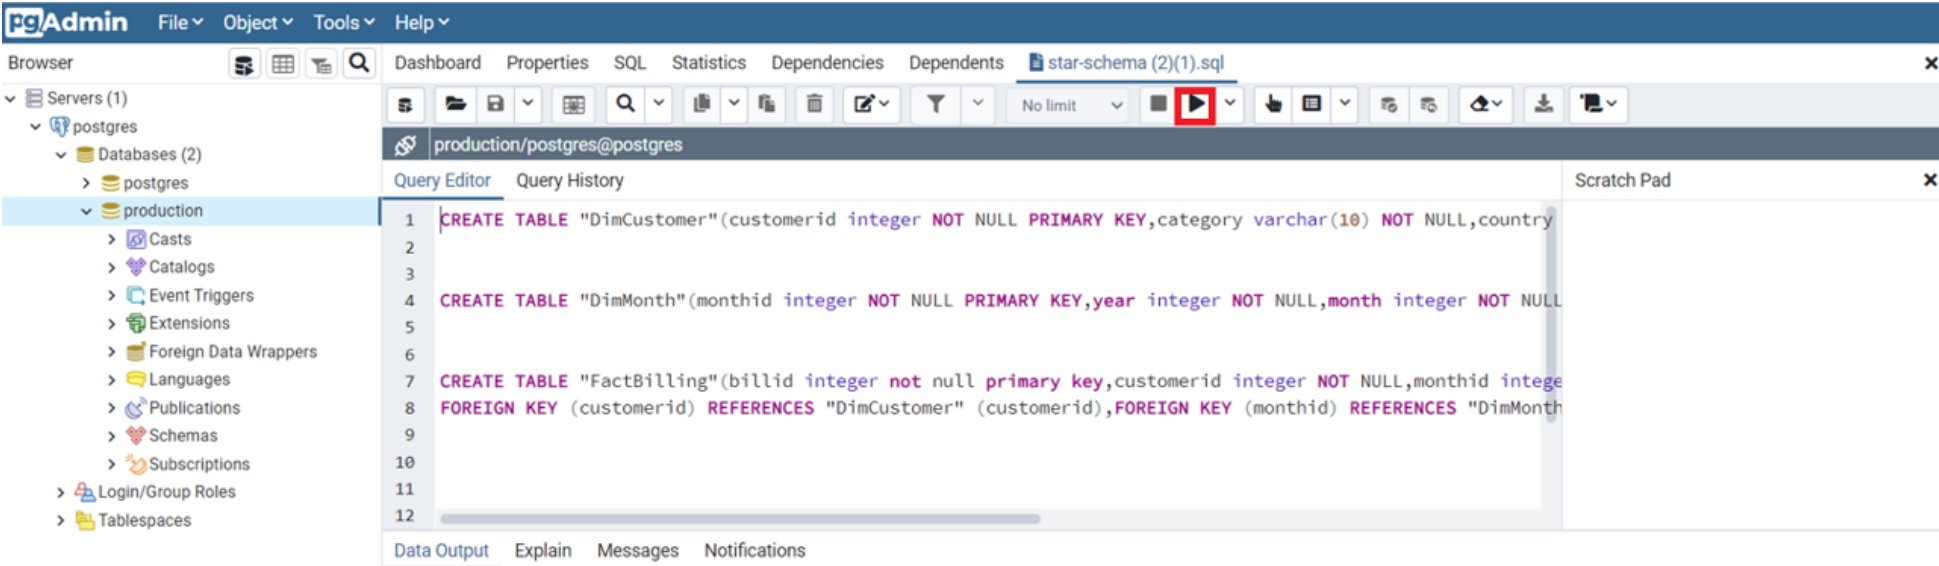 pgAdmin File Object Tools Help
Browser
Dashboard Properties SQL Statistics Dependencies Dependents star-schema (2)(1).sql
Servers (1)
No limit
postgres
production/postgres@postgres
Databases (2)
postgres
Query Editor Query History
Scratch Pad
production
1 CREATE TABLE "DimCustomer"(customerid integer NOT NULL PRIMARY KEY,category varchar(10) NOT NULL,country
Casts
2
Catalogs
3
Event Triggers
4 CREATE TABLE "DimMonth"(monthid integer NOT NULL PRIMARY KEY,year integer NOT NULL,month integer NOT NULL
Extensions
5
Foreign Data Wrappers
6
Languages
7 CREATE TABLE "FactBilling"(billid integer not null primary key,customerid integer NOT NULL,monthid intege
Publications
8 FOREIGN KEY (customerid) REFERENCES "DimCustomer" (customerid),FOREIGN KEY (monthid) REFERENCES "DimMonth
Schemas
9
Subscriptions
10
Login/Group Roles
11
Tablespaces
12
Data Output Explain Messages Notifications